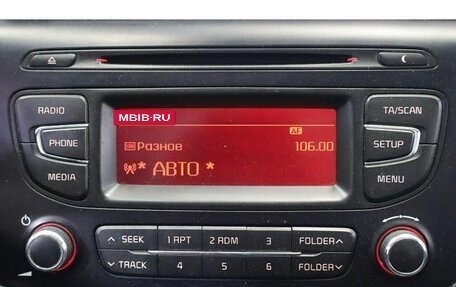 RADIO
MBIB-RU
TA/SCAN
AF
PHONE
Разнов 106.00
SETUP
MEDIA
* АВТО *
MENU
SEEK 1 RPT 2 RDM 3 FOLDER
TRACK 4 5 6 FOLDER